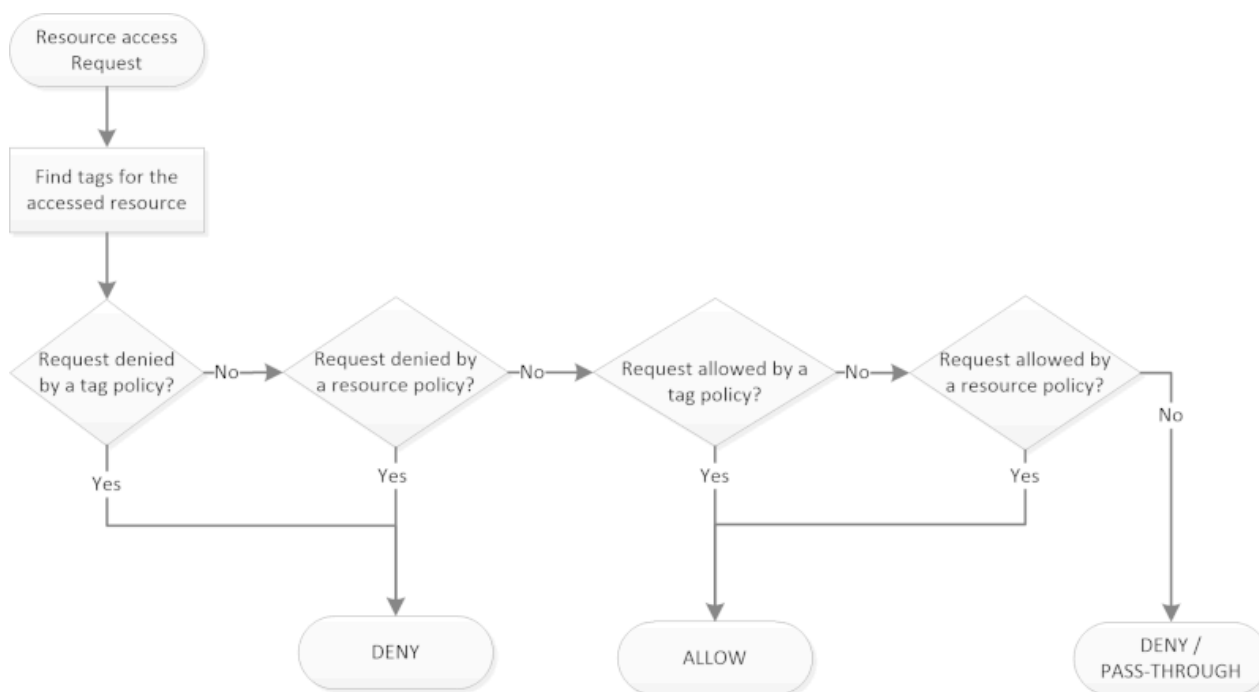 Resource access
Request
Find tags for the
accessed resource
Request denied
by a tag policy?
No
Request denied by
a resource policy?
No
Request allowed by a
tag policy?
No
Request allowed by
a resource policy?
No
Yes
Yes
Yes
Yes
DENY
ALLOW
DENY /
PASS-THROUGH